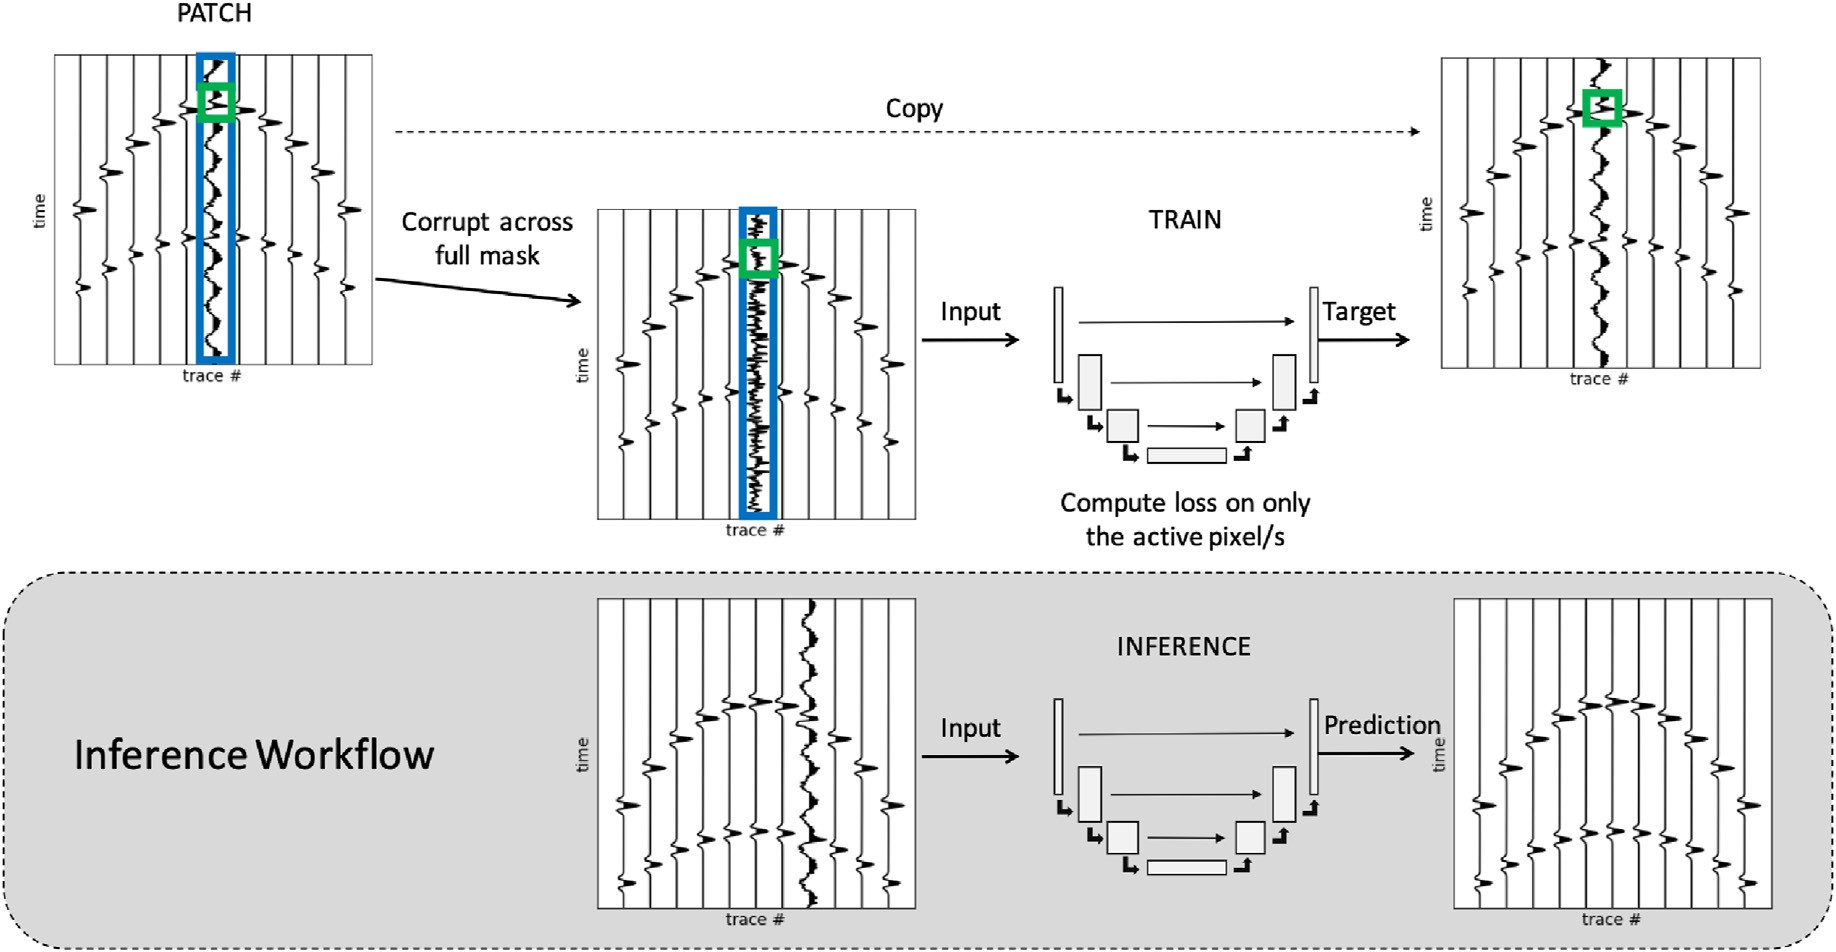 PATCH
time
trace #
Copy
Corrupt across
full mask
time
trace #
Input
TRAIN
Target
Compute loss on only
the active pixel/s
time
trace #
Inference Workflow
time
trace #
Input
INFERENCE
Prediction
time
trace #